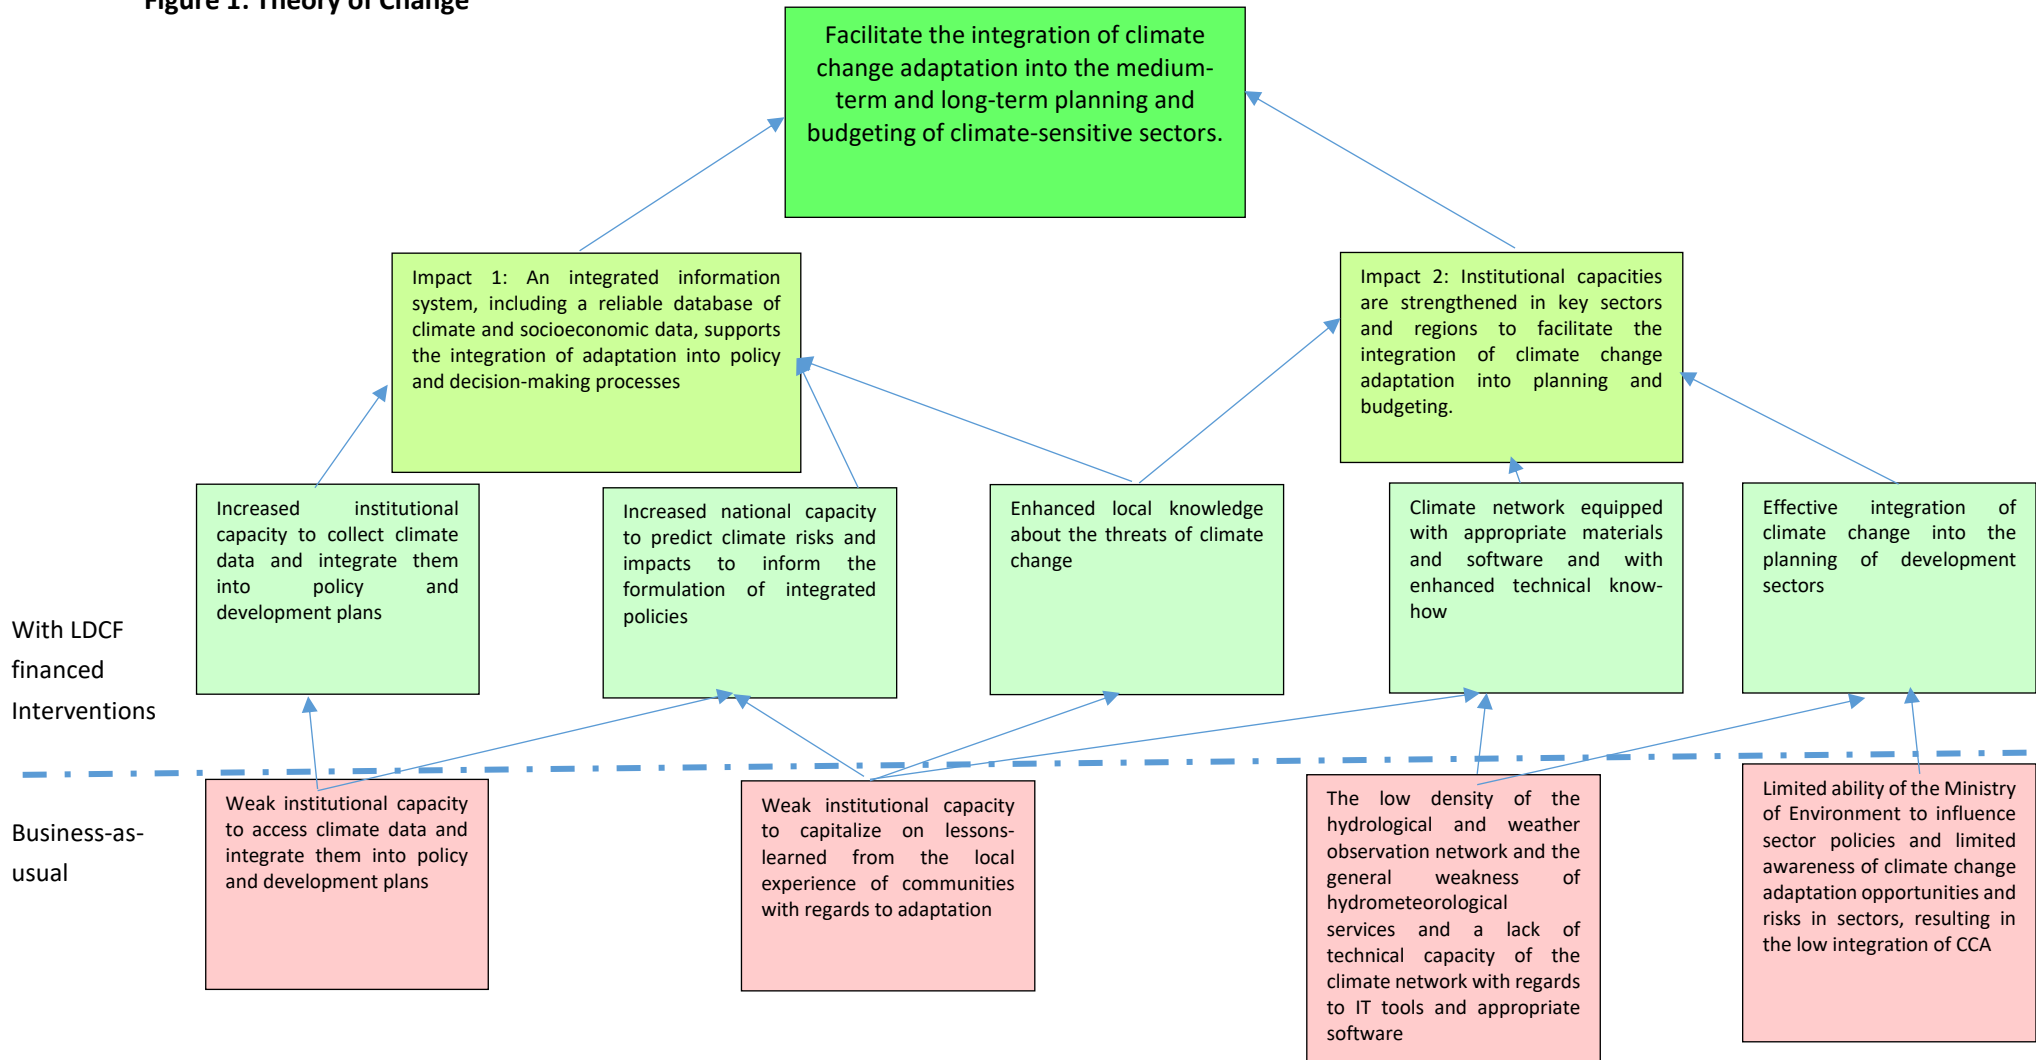 Figure 1: Theory of Change
Facilitate the integration of climate
change adaptation into the medium-
term and long-term planning and
budgeting of climate-sensitive sectors.
Impact 1: An integrated information
system, including a reliable database of
climate and socioeconomic data, supports
the integration of adaptation into policy
and decision-making processes
Impact 2: Institutional capacities
are strengthened in key sectors
and regions to facilitate the
integration of climate change
adaptation into planning and
budgeting.
Increased institutional
capacity to collect climate
data and integrate them
into policy and
development plans
Increased national capacity
to predict climate risks and
impacts to inform the
formulation of integrated
policies
Enhanced local knowledge
about the threats of climate
change
Climate network equipped
with appropriate materials
and software and with
enhanced technical know-
how
Effective integration of
climate change into the
planning of development
sectors
With LDCF
financed
Interventions
Business-as-
usual
Weak institutional capacity
to access climate data and
integrate them into policy
and development plans
Weak institutional capacity
to capitalize on lessons-
learned from the local
experience of communities
with regards to adaptation
The low density of the
hydrological and weather
observation network and the
general weakness of
hydrometeorological
services and a lack of
technical capacity of the
climate network with regards
to IT tools and appropriate
software
Limited ability of the Ministry
of Environment to influence
sector policies and limited
awareness of climate change
adaptation opportunities and
risks in sectors, resulting in
the low integration of CCA